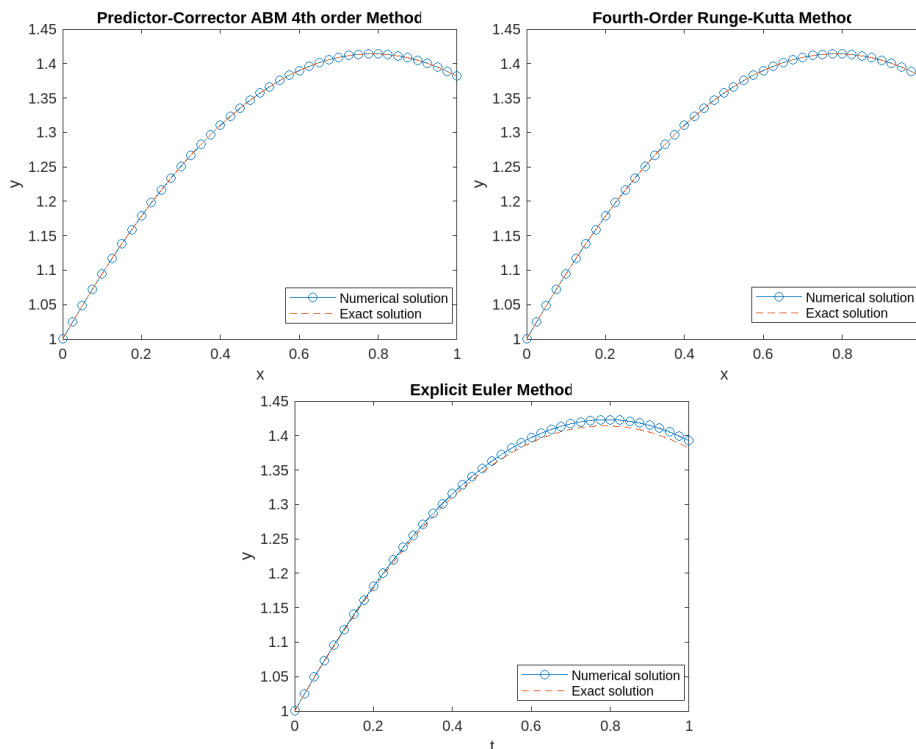 Predictor-Corrector ABM 4th order Method
1.45
1.4
1.35
1.3
1.25
1.2
1.15
1.1
1.05
1
y
0 0.2 0.4 0.6 0.8 1
x
Numerical solution
Exact solution
Fourth-Order Runge-Kutta Method
1.45
1.4
1.35
1.3
1.25
1.2
1.15
1.1
1.05
1
y
0 0.2 0.4 0.6 0.8
x
Numerical solution
Exact solution
Explicit Euler Method
1.45
1.4
1.35
1.3
1.25
1.2
1.15
1.1
1.05
1
y
0 0.2 0.4 0.6 0.8 1
t
Numerical solution
Exact solution